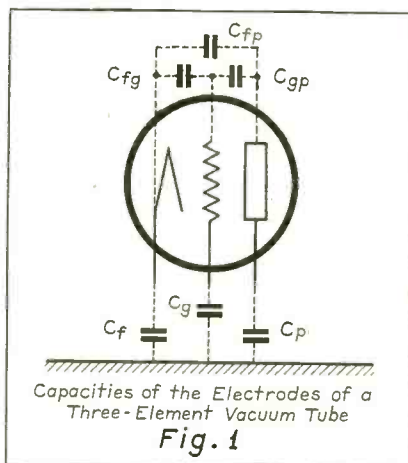 Cfp
Cfg
Cgp
Cg
Cf
Cp
Capacities of the Electrodes of a
Three-Element Vacuum Tube
Fig. 1